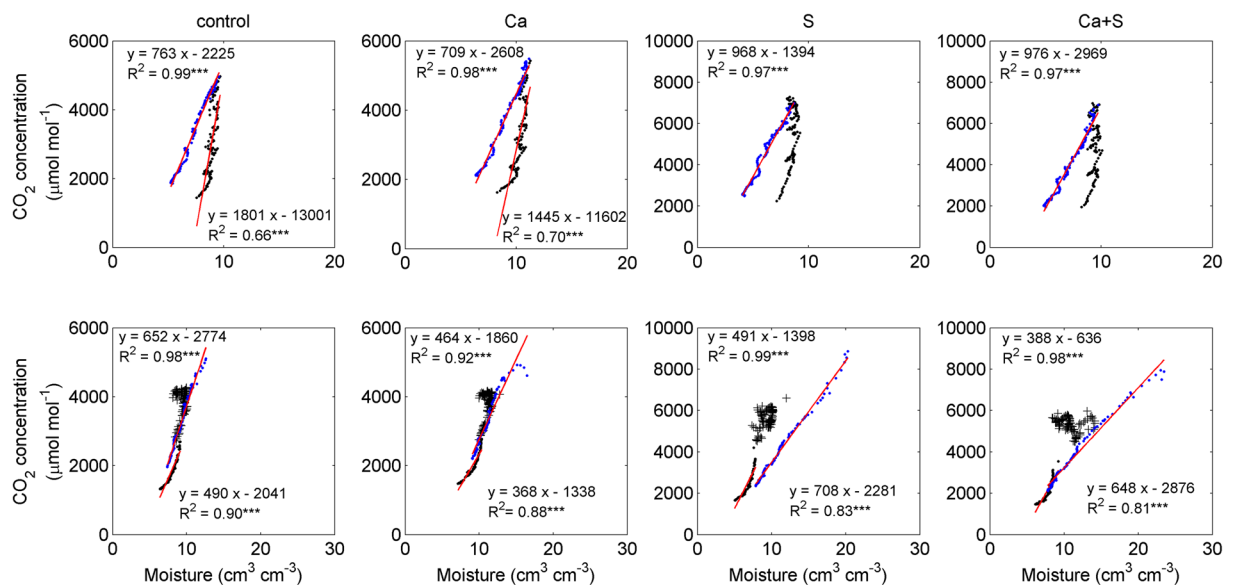 control
Ca
S
Ca+S
CO2 concentration
(µmol mol−1)
6000
4000
2000
0
0
10
20
y = 763 x - 2225
R2 = 0.99***
y = 1801 x - 13001
R2 = 0.66***
6000
4000
2000
0
0
10
20
y = 709 x - 2608
R2 = 0.98***
y = 1445 x - 11602
R2 = 0.70***
10000
8000
6000
4000
2000
0
0
10
20
y = 968 x - 1394
R2 = 0.97***
10000
8000
6000
4000
2000
0
0
10
20
y = 976 x - 2969
R2 = 0.97***
CO2 concentration
(µmol mol−1)
6000
4000
2000
0
0
10
20
30
y = 652 x - 2774
R2 = 0.98***
y = 490 x - 2041
R2 = 0.90***
Moisture (cm3 cm−3)
6000
4000
2000
0
0
10
20
30
y = 464 x - 1860
R2 = 0.92***
y = 368 x - 1338
R2 = 0.88***
Moisture (cm3 cm−3)
10000
8000
6000
4000
2000
0
0
10
20
30
y = 491 x - 1398
R2 = 0.99***
y = 708 x - 2281
R2 = 0.83***
Moisture (cm3 cm−3)
10000
8000
6000
4000
2000
0
0
10
20
30
y = 388 x - 636
R2 = 0.98***
y = 648 x - 2876
R2 = 0.81***
Moisture (cm3 cm−3)